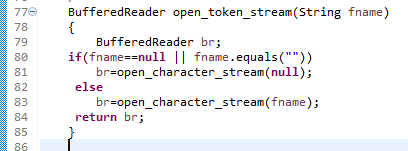 77 BufferedReader open_token_stream(String fname)
78 {
79 BufferedReader br;
80 if(fname==null || fname.equals(""))
81 br=open_character_stream(null);
82 else
83 br=open_character_stream(fname);
84 return br;
85 }
86